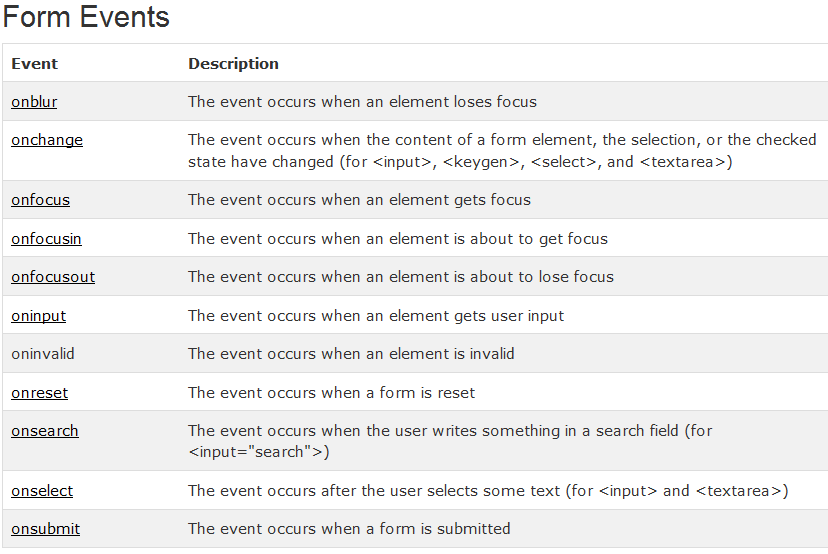 Form Events
Event Description
onblur The event occurs when an element loses focus
onchange The event occurs when the content of a form element, the selection, or the checked
state have changed (for <input>, <keygen>, <select>, and <textarea>)
onfocus The event occurs when an element gets focus
onfocusin The event occurs when an element is about to get focus
onfocusout The event occurs when an element is about to lose focus
oninput The event occurs when an element gets user input
oninvalid The event occurs when an element is invalid
onreset The event occurs when a form is reset
onsearch The event occurs when the user writes something in a search field (for
<input="search">)
onselect The event occurs after the user selects some text (for <input> and <textarea>)
onsubmit The event occurs when a form is submitted